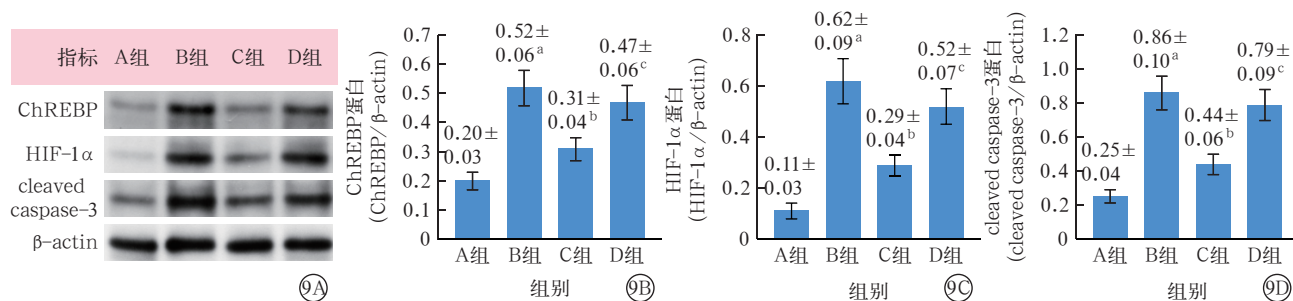 指标 A组 B组 C组 D组
ChREBP
HIF-1α
cleaved
caspase-3
β-actin
9A
ChREBP蛋白
(ChREBP/β-actin)
0.7
0.6
0.5
0.4
0.3
0.2
0.1
0
0.20±
0.03
0.52±
0.06a
0.31±
0.04b
0.47±
0.06c
A组 B组 C组 D组
组别
9B
HIF-1α蛋白
(HIF-1α/β-actin)
0.8
0.6
0.4
0.2
0
0.11±
0.03
0.62±
0.09a
0.29±
0.04b
0.52±
0.07c
A组 B组 C组 D组
组别
9C
cleaved caspase-3蛋白
(cleaved caspase-3/β-actin)
1.2
1.0
0.8
0.6
0.4
0.2
0
0.25±
0.04
0.86±
0.10a
0.44±
0.06b
0.79±
0.09c
A组 B组 C组 D组
组别
9D